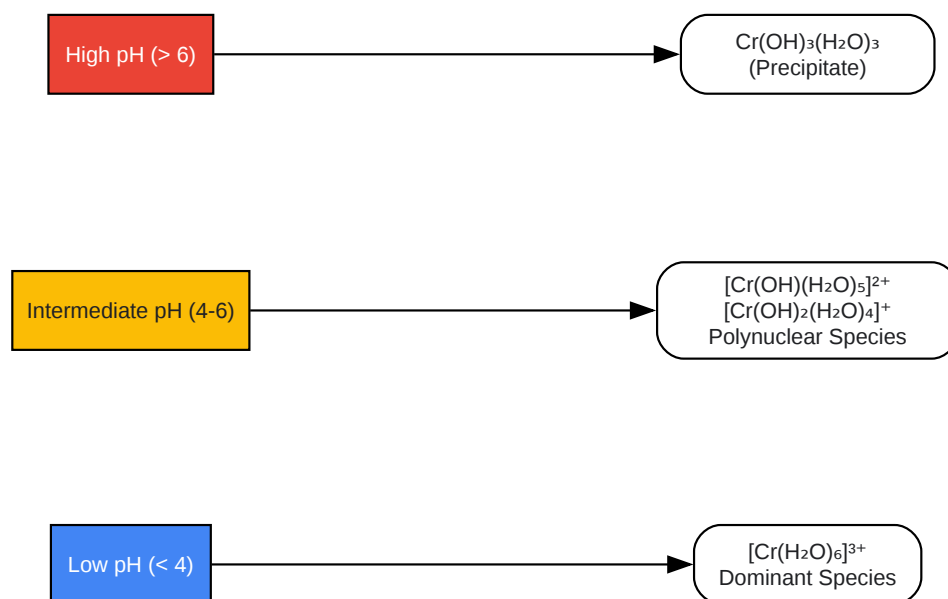 High pH (> 6)
Cr(OH)₃(H₂O)₃
(Precipitate)
Intermediate pH (4-6)
[Cr(OH)(H₂O)₅]²⁺
[Cr(OH)₂(H₂O)₄]⁺
Polynuclear Species
Low pH (< 4)
[Cr(H₂O)₆]³⁺
Dominant Species